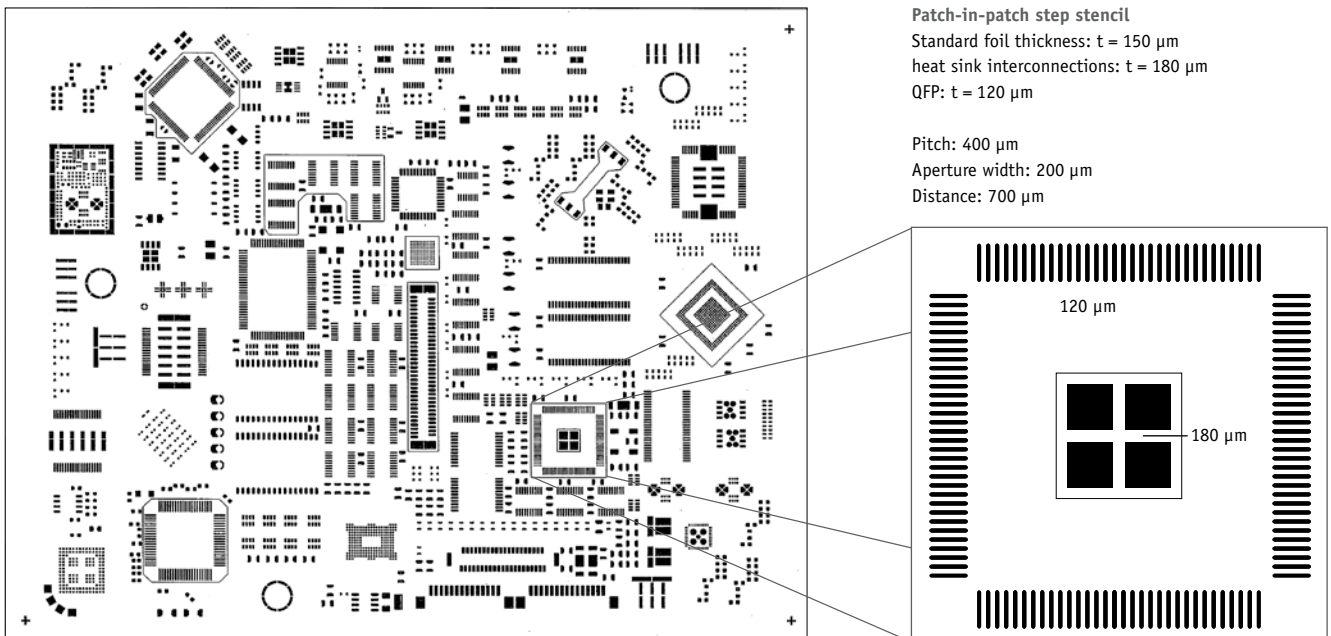 Patch-in-patch step stencil
Standard foil thickness: t = 150 µm
heat sink interconnections: t = 180 µm
QFP: t = 120 µm
Pitch: 400 µm
Aperture width: 200 µm
Distance: 700 µm
120 µm
180 µm